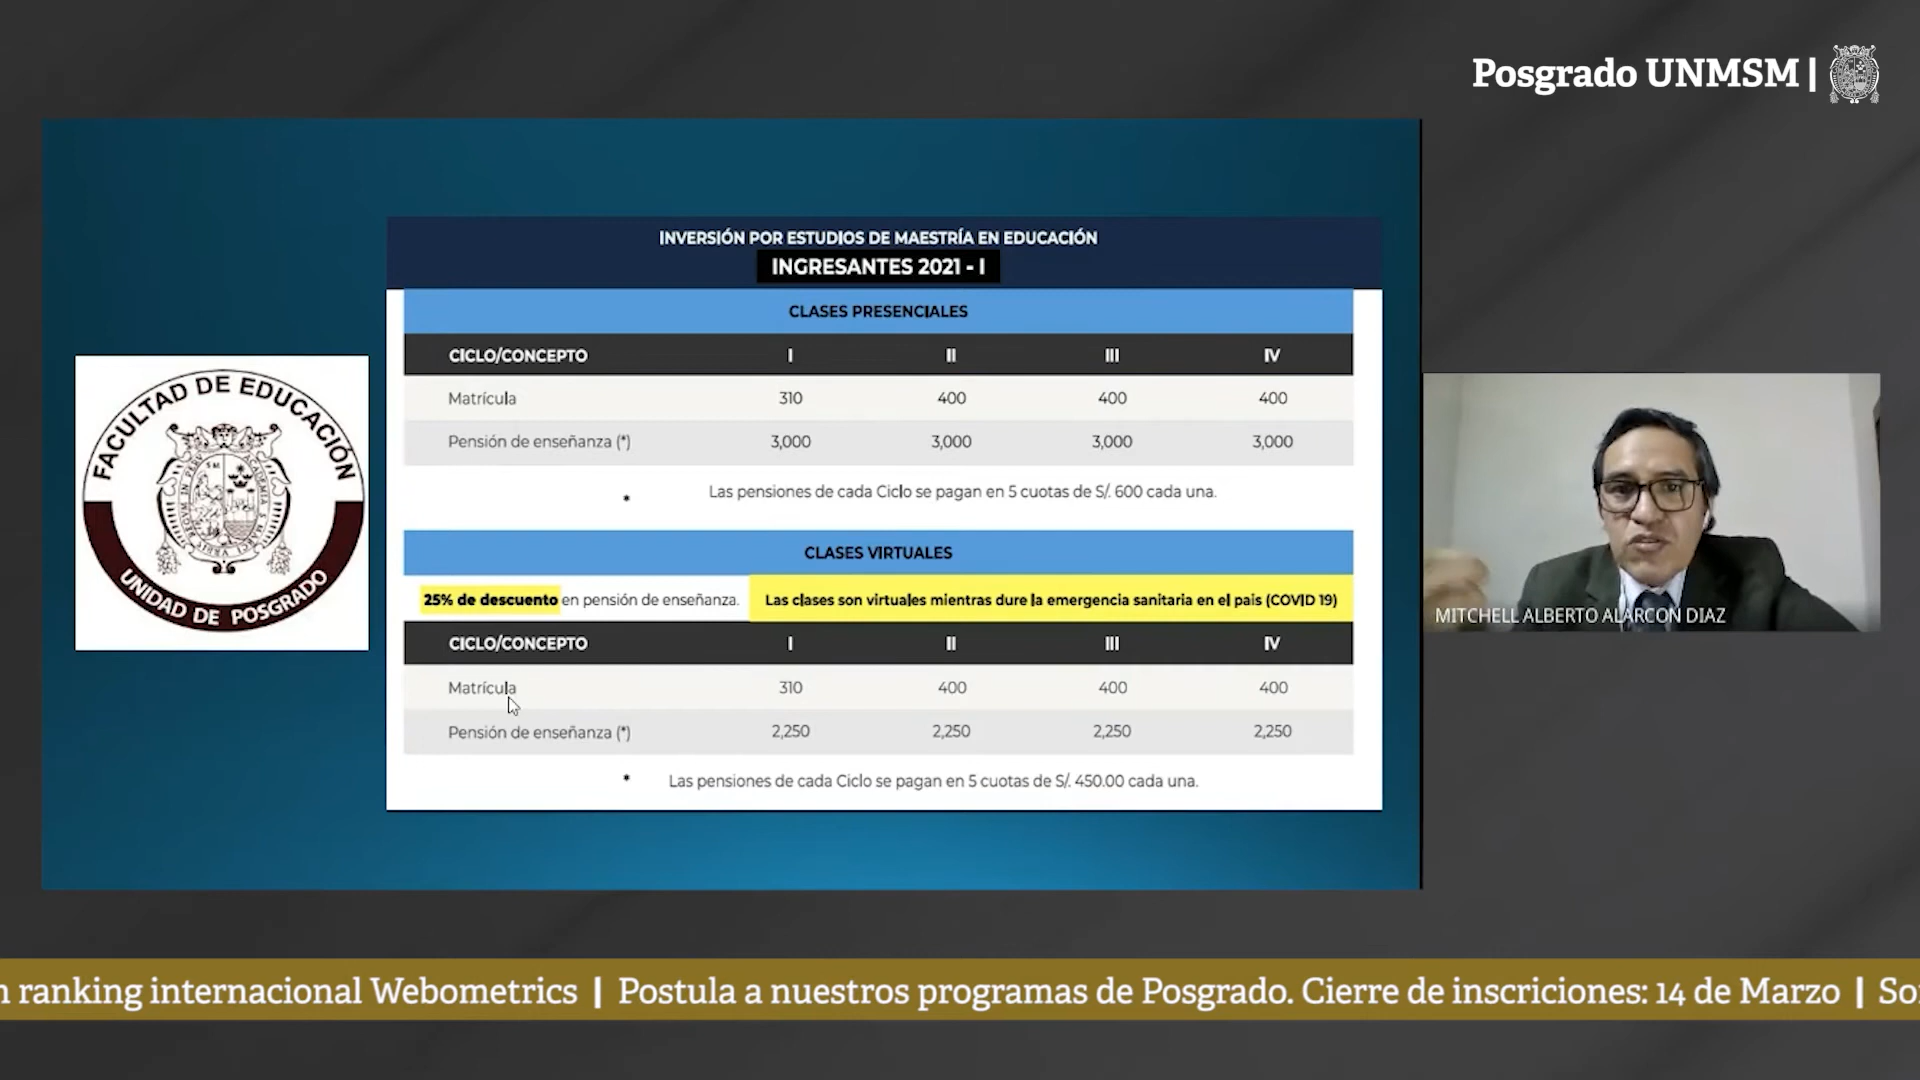 Posgrado UNMSM |
INVERSIÓN POR ESTUDIOS DE MAESTRÍA EN EDUCACIÓN
INGRESANTES 2021 - I
CLASES PRESENCIALES
CICLO/CONCEPTO I II III IV
Matrícula 310 400 400 400
Pensión de enseñanza (*) 3,000 3,000 3,000 3,000
* Las pensiones de cada Ciclo se pagan en 5 cuotas de S/. 600 cada una.
CLASES VIRTUALES
25% de descuento en pensión de enseñanza. Las clases son virtuales mientras dure la emergencia sanitaria en el pais (COVID 19)
CICLO/CONCEPTO I II III IV
Matrícula 310 400 400 400
Pensión de enseñanza (*) 2,250 2,250 2,250 2,250
* Las pensiones de cada Ciclo se pagan en 5 cuotas de S/. 450.00 cada una.
FACULTAD DE EDUCACIÓN
UNIDAD DE POSGRADO
MITCHELL ALBERTO ALARCON DIAZ
ranking internacional Webometrics | Postula a nuestros programas de Posgrado. Cierre de inscriciones: 14 de Marzo |